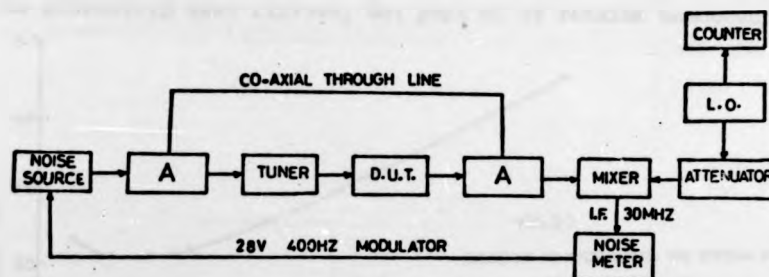 COUNTER
CO-AXIAL THROUGH LINE
L.O.
NOISE
SOURCE
A
TUNER
D.U.T.
A
MIXER
ATTENUATOR
I.F. 30MHZ
28V 400HZ MODULATOR
NOISE
METER